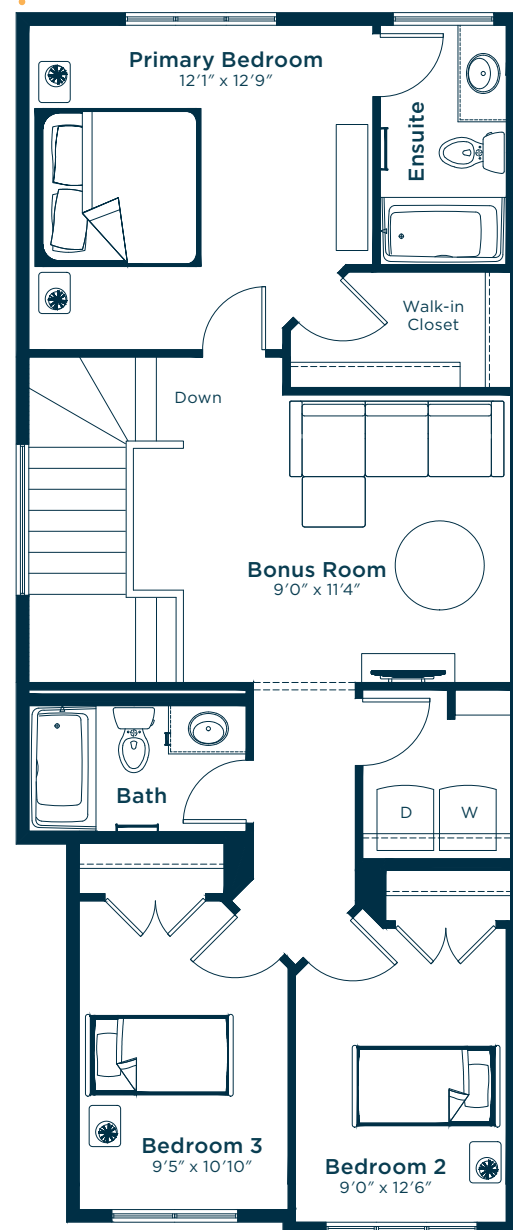 Primary Bedroom
12′1″ x 12′9″
Ensuite
Walk-in
Closet
Down
Bonus Room
9′0″ x 11′4″
Bath
D
W
Bedroom 3
9′5″ x 10′10″
Bedroom 2
9′0″ x 12′6″